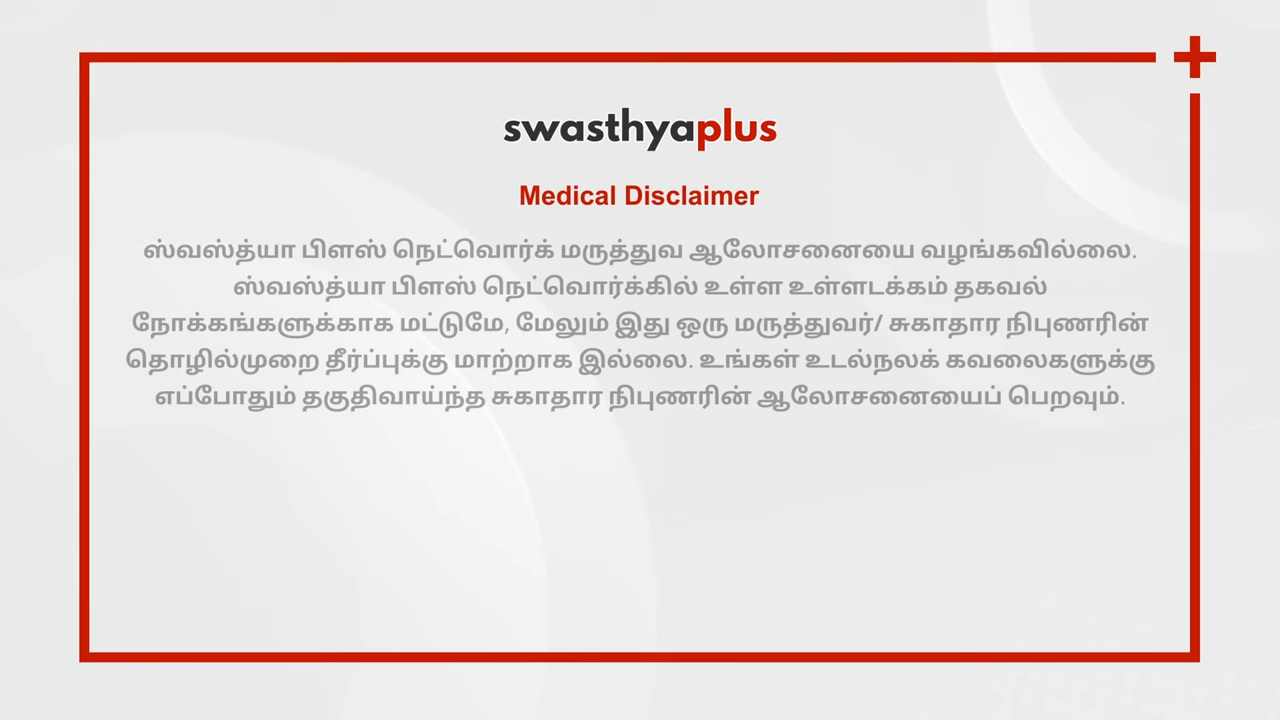 swasthyaplus
Medical Disclaimer
ஸ்வஸ்த்யா பிளஸ் நெட்வொர்க் மருத்துவ ஆலோசனையை வழங்கவில்லை.
ஸ்வஸ்த்யா பிளஸ் நெட்வொர்க்கில் உள்ள உள்ளடக்கம் தகவல்
நோக்கங்களுக்காக மட்டுமே, மேலும் இது ஒரு மருத்துவர்/ சுகாதார நிபுணரின்
தொழில்முறை தீர்ப்புக்கு மாற்றாக இல்லை. உங்கள் உடல்நலக் கவலைகளுக்கு
எப்போதும் தகுதிவாய்ந்த சுகாதார நிபுணரின் ஆலோசனையைப் பெறவும்.